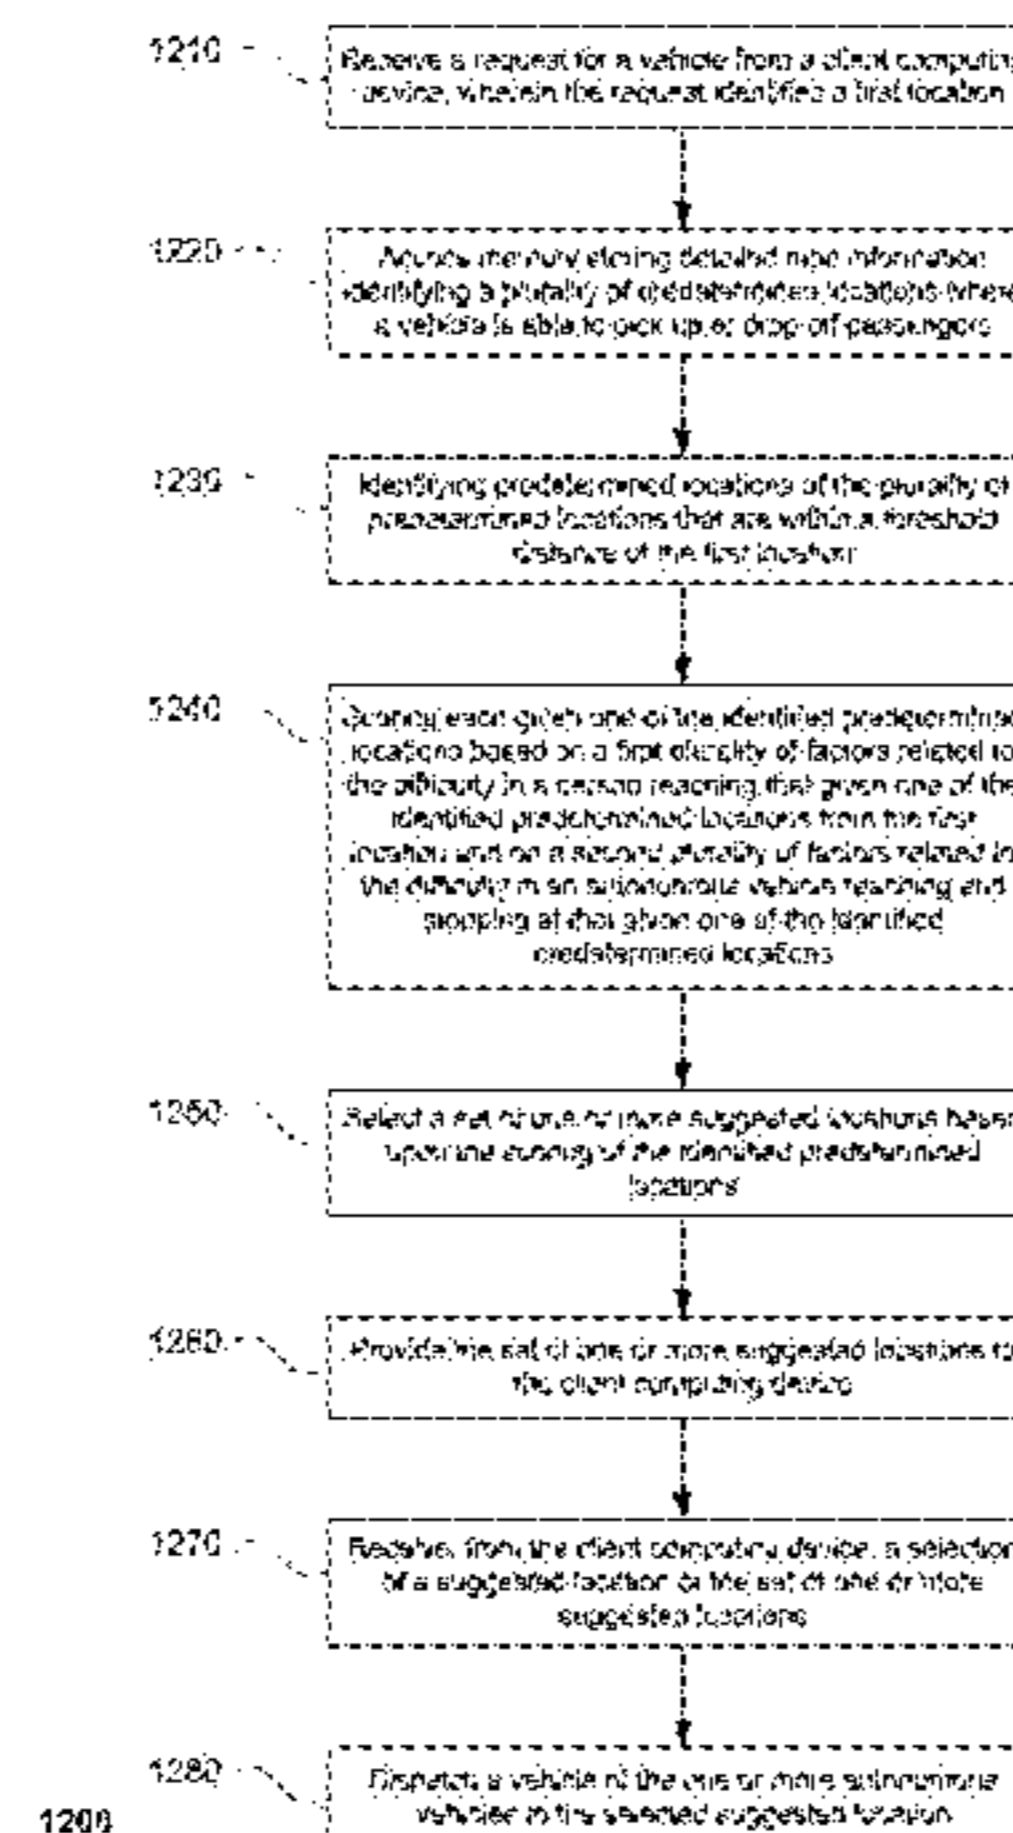 1210
Receive a request for a vehicle from a client computing
device, wherein the request identifies a first location
1220
Access memory storing detailed map information
identifying a plurality of predetermined locations where
a vehicle is able to pick up or drop off passengers
1230
Identifying predetermined locations of the plurality of
predetermined locations that are within a threshold
distance of the first location
1240
Scoring each given one of the identified predetermined
locations based on a first plurality of factors related to
the difficulty in a person reaching that given one of the
identified predetermined locations from the first
location and on a second plurality of factors related to
the difficulty in an autonomous vehicle reaching and
stopping at that given one of the identified
predetermined locations
1250
Select a set of one or more suggested locations based
upon the scoring of the identified predetermined
locations
1260
Provide the set of one or more suggested locations to
the client computing device
1270
Receive, from the client computing device, a selection
of a suggested location of the set of one or more
suggested locations
1280
Dispatch a vehicle of the one or more autonomous
vehicles to the selected suggested location
1200